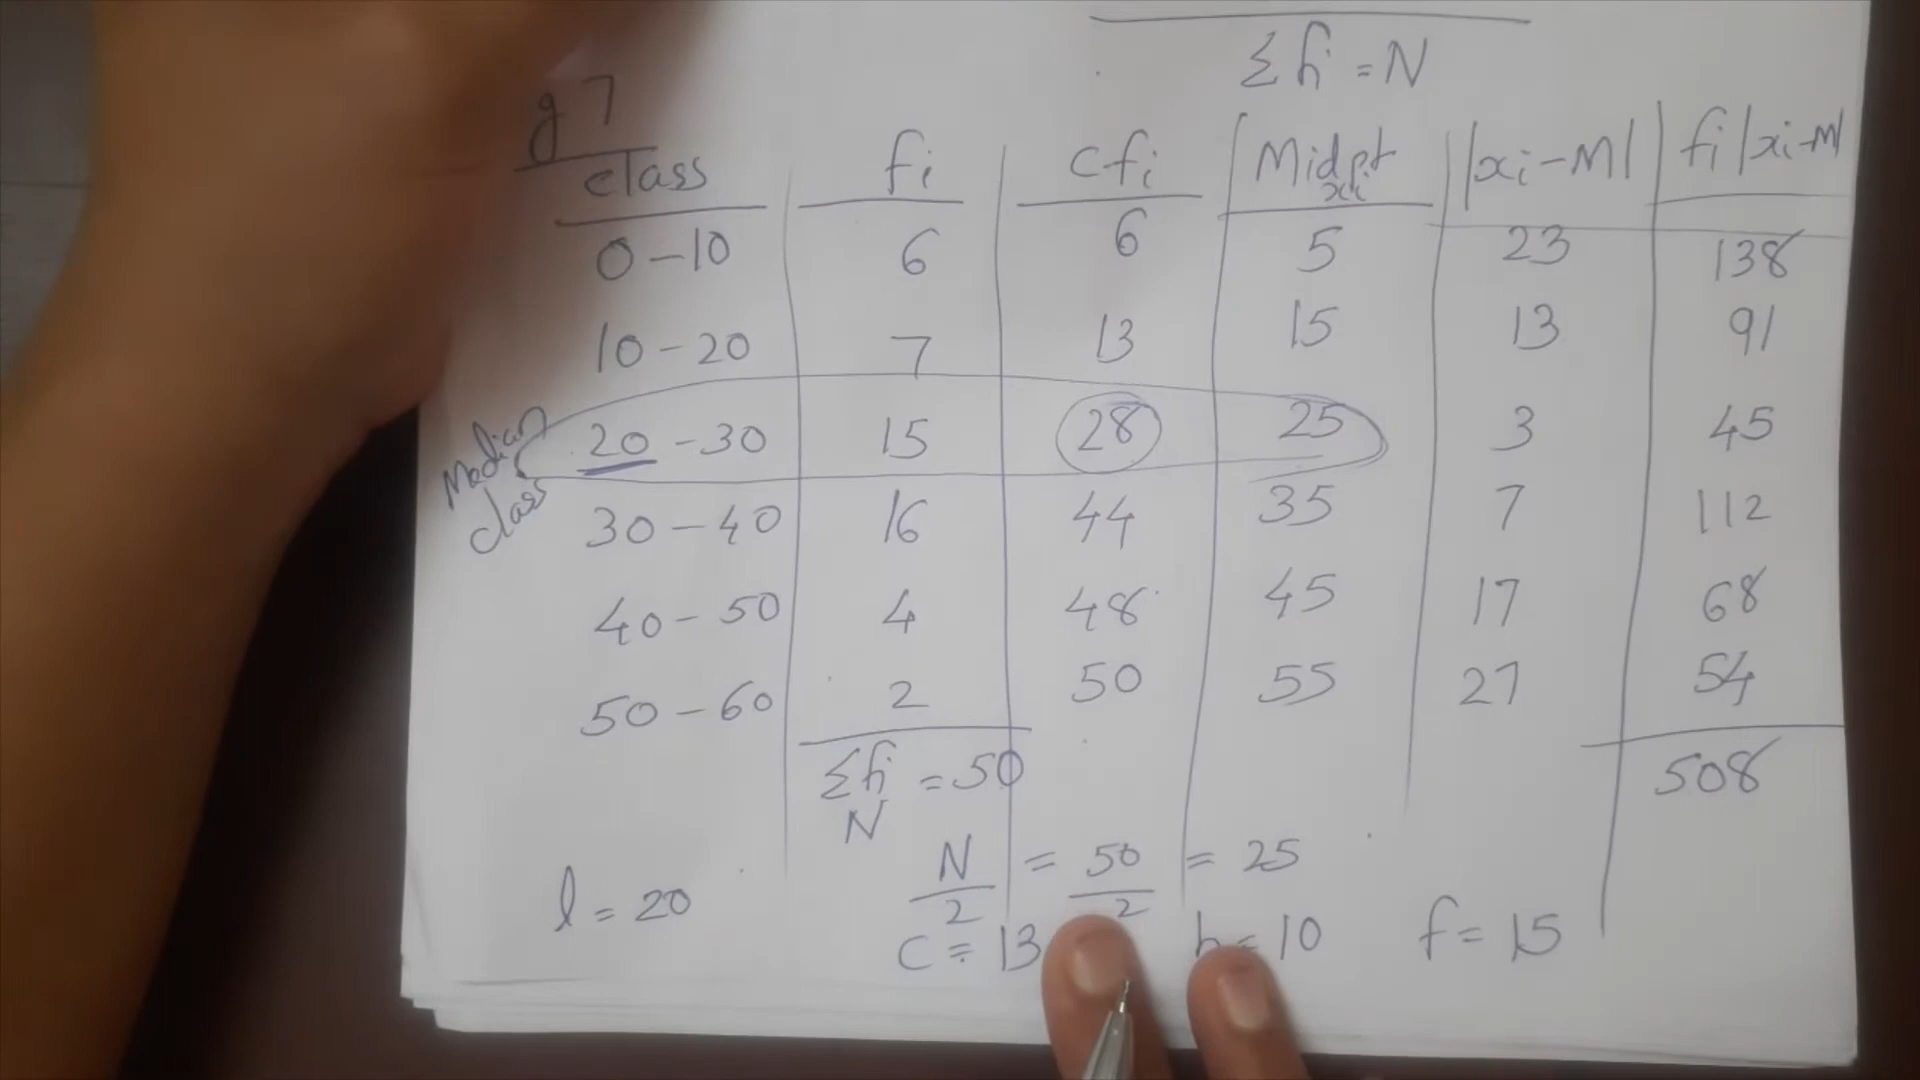 Σfi = N
g 7
class fi cfi Midpt xi |xi-M| fi |xi-M|
0-10 6 6 5 23 138
10-20 7 13 15 13 91
Median class 20-30 15 28 25 3 45
30-40 16 44 35 7 112
40-50 4 48 45 17 68
50-60 2 50 55 27 54
Σfi = 50 508
N
N/2 = 50/2 = 25
l = 20 C = 13 h = 10 f = 15